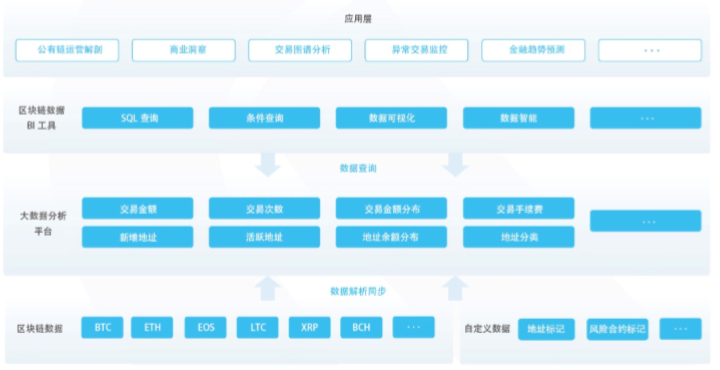 应用层
公有链运营解剖 商业洞察 交易图谱分析 异常交易监控 金融趋势预测 ···
区块链数据
BI 工具
SQL 查询 条件查询 数据可视化 数据智能 ···
数据查询
大数据分析
平台
交易金额 交易次数 交易金额分布 交易手续费 ···
新增地址 活跃地址 地址余额分布 地址分类
数据解析同步
区块链数据 BTC ETH EOS LTC XRP BCH ··· 自定义数据 地址标记 风险合约标记 ···